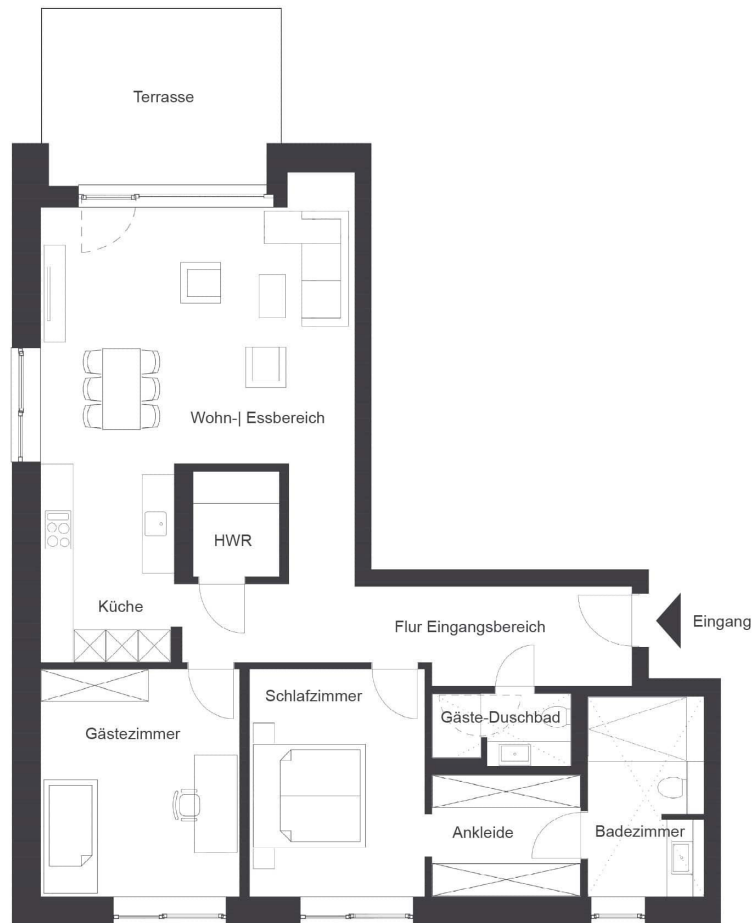 Terrasse
Wohn-| Essbereich
HWR
Küche
Flur Eingangsbereich
Eingang
Schlafzimmer
Gäste-Duschbad
Gästezimmer
Ankleide
Badezimmer